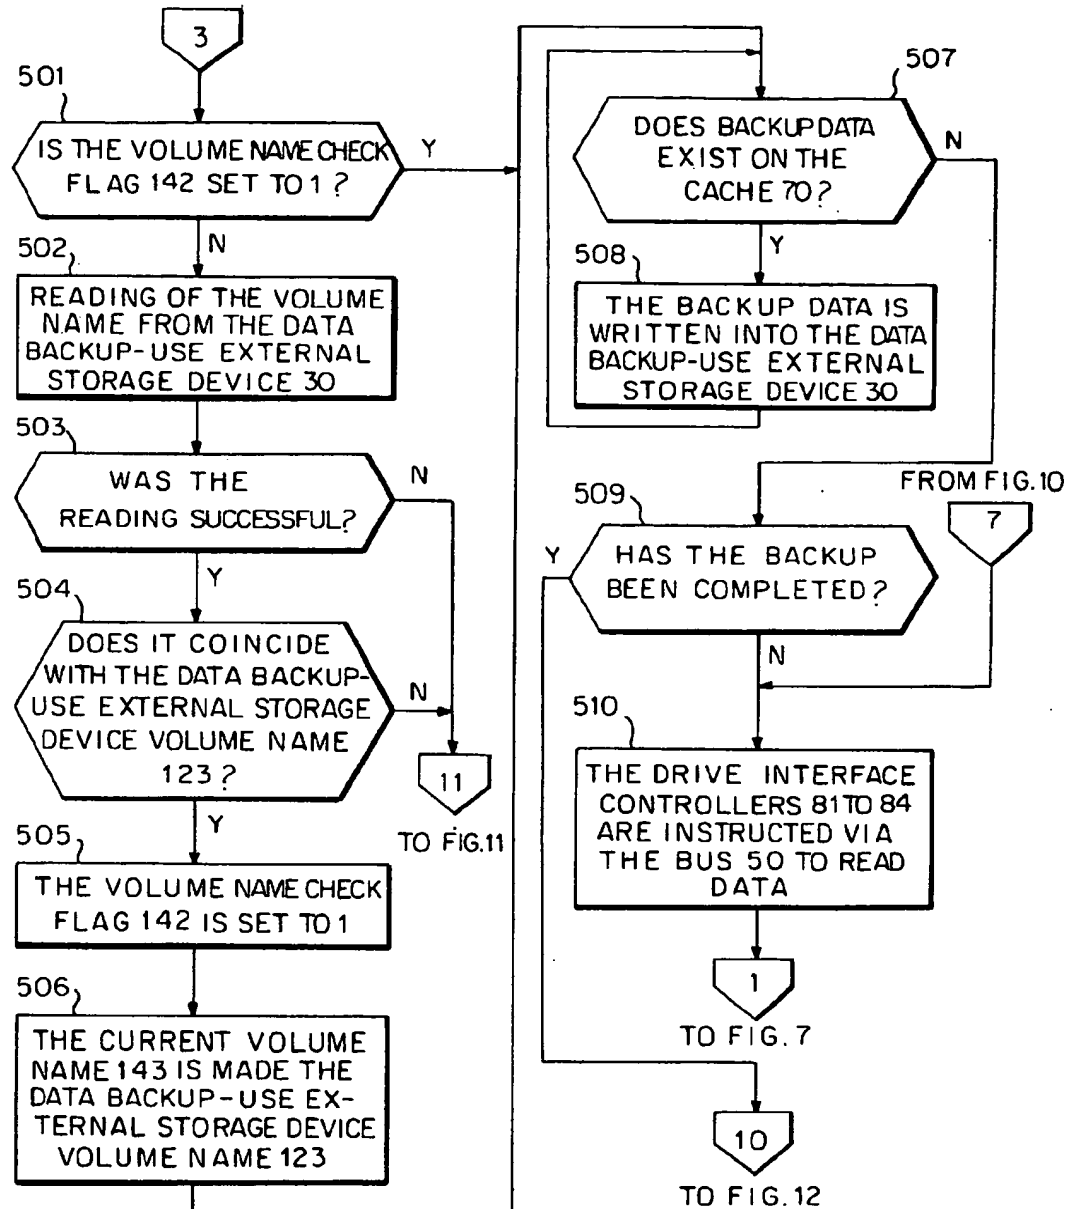 3
501
IS THE VOLUME NAME CHECK
FLAG 142 SET TO 1?
Y
N
502
READING OF THE VOLUME
NAME FROM THE DATA
BACKUP-USE EXTERNAL
STORAGE DEVICE 30
503
WAS THE
READING SUCCESSFUL?
N
Y
504
DOES IT COINCIDE
WITH THE DATA BACKUP-
USE EXTERNAL STORAGE
DEVICE VOLUME NAME
123?
N
11
TO FIG.11
Y
505
THE VOLUME NAME CHECK
FLAG 142 IS SET TO 1
506
THE CURRENT VOLUME
NAME 143 IS MADE THE
DATA BACKUP-USE EX-
TERNAL STORAGE DEVICE
VOLUME NAME 123
507
DOES BACKUP DATA
EXIST ON THE
CACHE 70?
N
Y
508
THE BACKUP DATA IS
WRITTEN INTO THE DATA
BACKUP-USE EXTERNAL
STORAGE DEVICE 30
FROM FIG.10
7
509
HAS THE BACKUP
BEEN COMPLETED?
Y
N
510
THE DRIVE INTERFACE
CONTROLLERS 81 TO 84
ARE INSTRUCTED VIA
THE BUS 50 TO READ
DATA
1
TO FIG.7
10
TO FIG.12